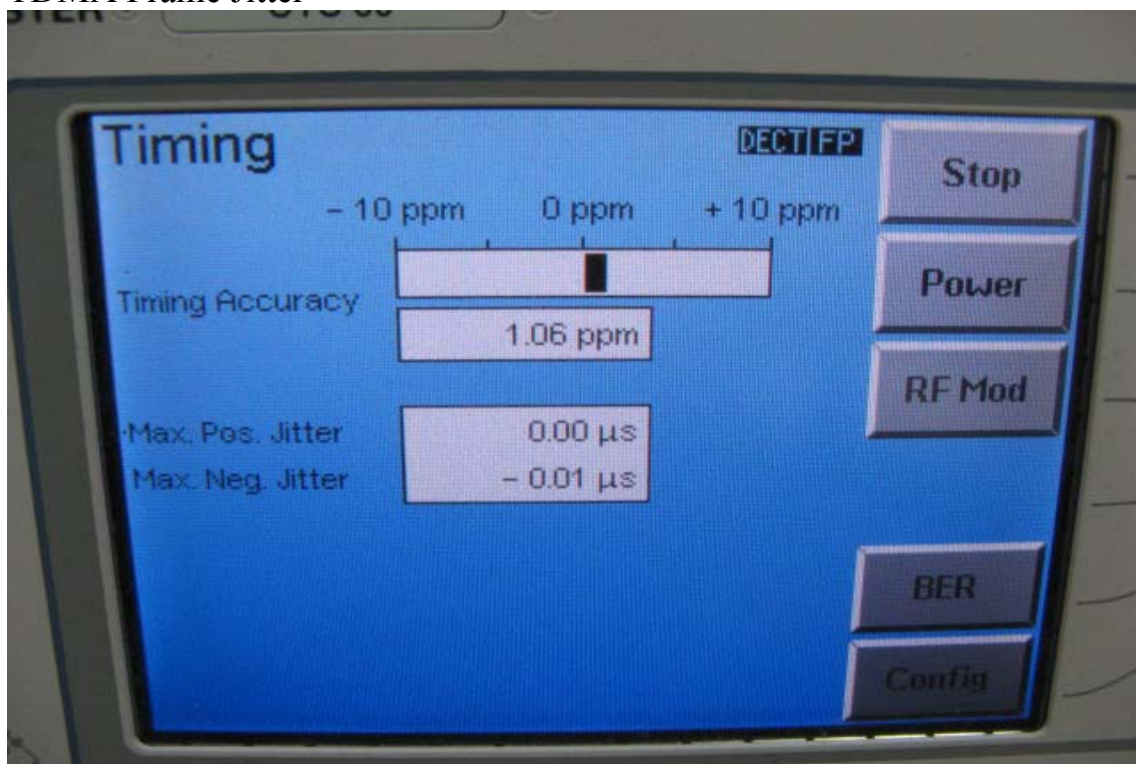 TDMA Frame Jitter
Timing
DECT FP
Stop
– 10 ppm 0 ppm + 10 ppm
Power
Timing Accuracy
1.06 ppm
RF Mod
Max. Pos. Jitter 0.00 µs
Max. Neg. Jitter – 0.01 µs
BER
Config